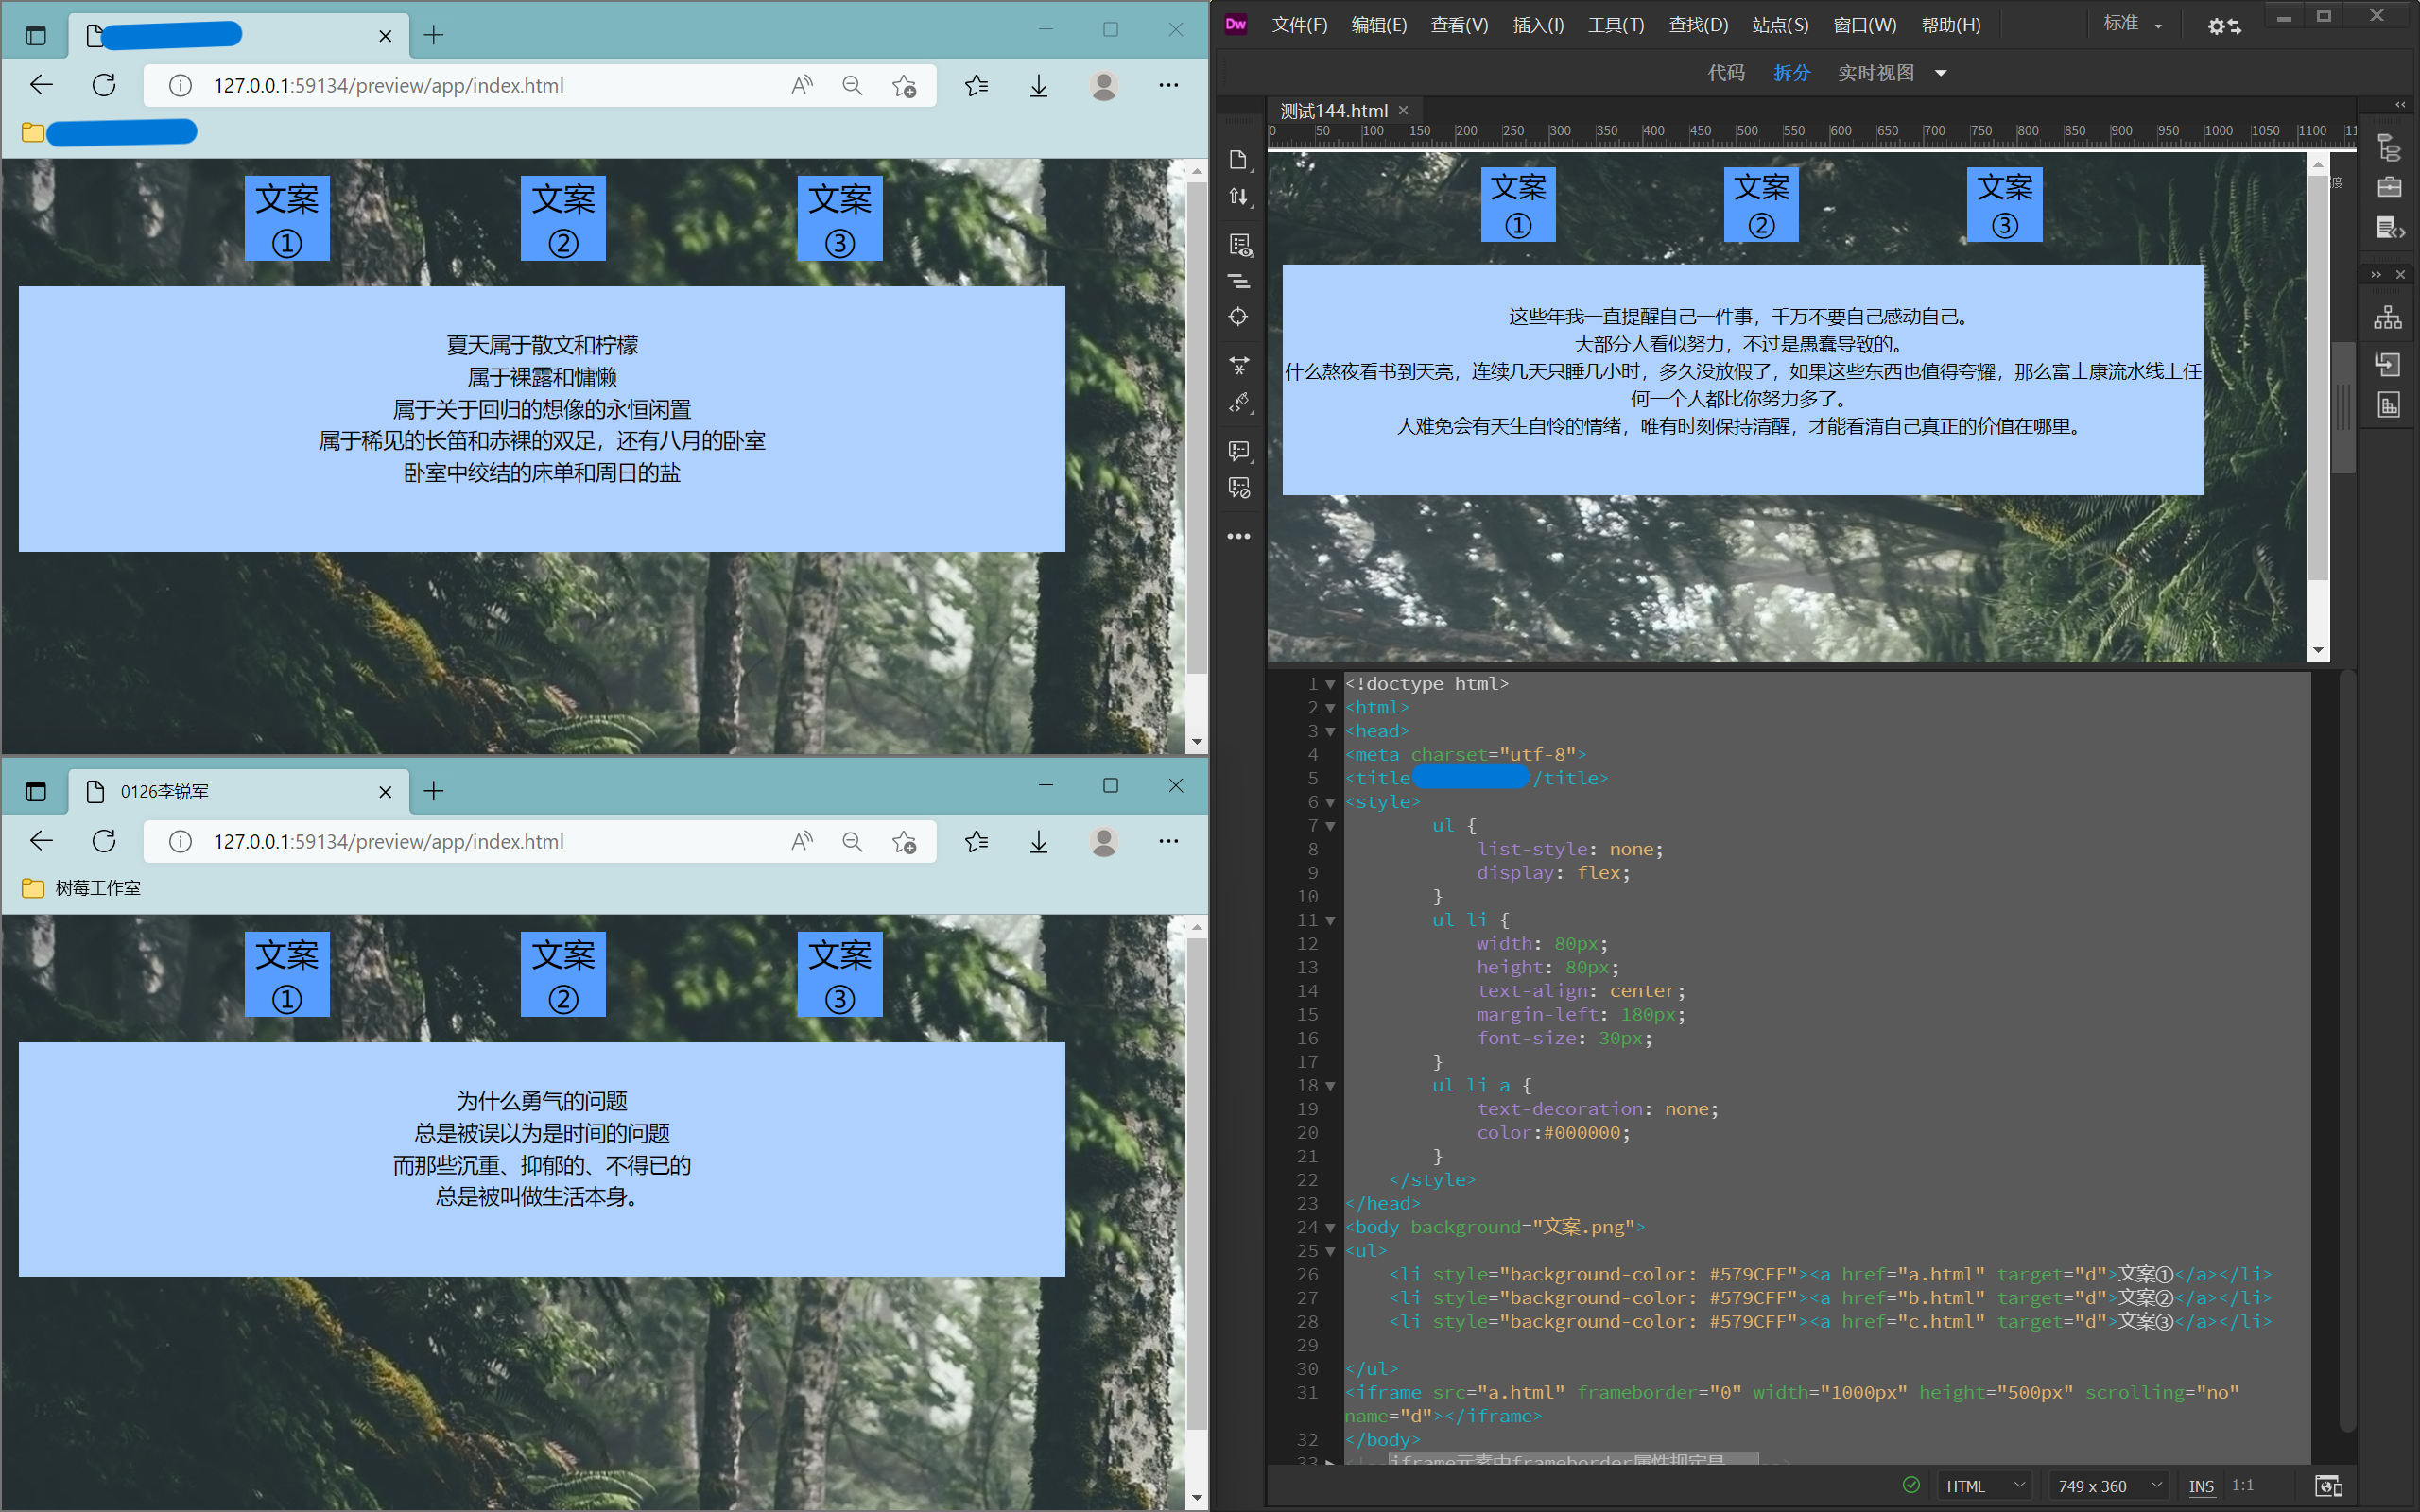 127.0.0.1:59134/preview/app/index.html
文案
①
文案
②
文案
③
夏天属于散文和柠檬
属于裸露和慵懒
属于关于回归的想像的永恒闲置
属于稀见的长笛和赤裸的双足，还有八月的卧室
卧室中绞结的床单和周日的盐
0126李锐军
127.0.0.1:59134/preview/app/index.html
树莓工作室
文案
①
文案
②
文案
③
为什么勇气的问题
总是被误以为是时间的问题
而那些沉重、抑郁的、不得已的
总是被叫做生活本身。
Dw 文件(F) 编辑(E) 查看(V) 插入(I) 工具(T) 查找(D) 站点(S) 窗口(W) 帮助(H) 标准
代码 拆分 实时视图
测试144.html
0 50 100 150 200 250 300 350 400 450 500 550 600 650 700 750 800 850 900 950 1000 1050 1100 11
文案
①
文案
②
文案
③
度
这些年我一直提醒自己一件事，千万不要自己感动自己。
大部分人看似努力，不过是愚蠢导致的。
什么熬夜看书到天亮，连续几天只睡几小时，多久没放假了，如果这些东西也值得夸耀，那么富士康流水线上任
何一个人都比你努力多了。
人难免会有天生自怜的情绪，唯有时刻保持清醒，才能看清自己真正的价值在哪里。
1 <!doctype html>
2 <html>
3 <head>
4 <meta charset="utf-8">
5 <title /title>
6 <style>
7 ul {
8 list-style: none;
9 display: flex;
10 }
11 ul li {
12 width: 80px;
13 height: 80px;
14 text-align: center;
15 margin-left: 180px;
16 font-size: 30px;
17 }
18 ul li a {
19 text-decoration: none;
20 color:#000000;
21 }
22 </style>
23 </head>
24 <body background="文案.png">
25 <ul>
26 <li style="background-color: #579CFF"><a href="a.html" target="d">文案①</a></li>
27 <li style="background-color: #579CFF"><a href="b.html" target="d">文案②</a></li>
28 <li style="background-color: #579CFF"><a href="c.html" target="d">文案③</a></li>
29
30 </ul>
31 <iframe src="a.html" frameborder="0" width="1000px" height="500px" scrolling="no"
name="d"></iframe>
32 </body>
33 iframe元素中frameborder属性规定是
HTML 749 x 360 INS 1:1